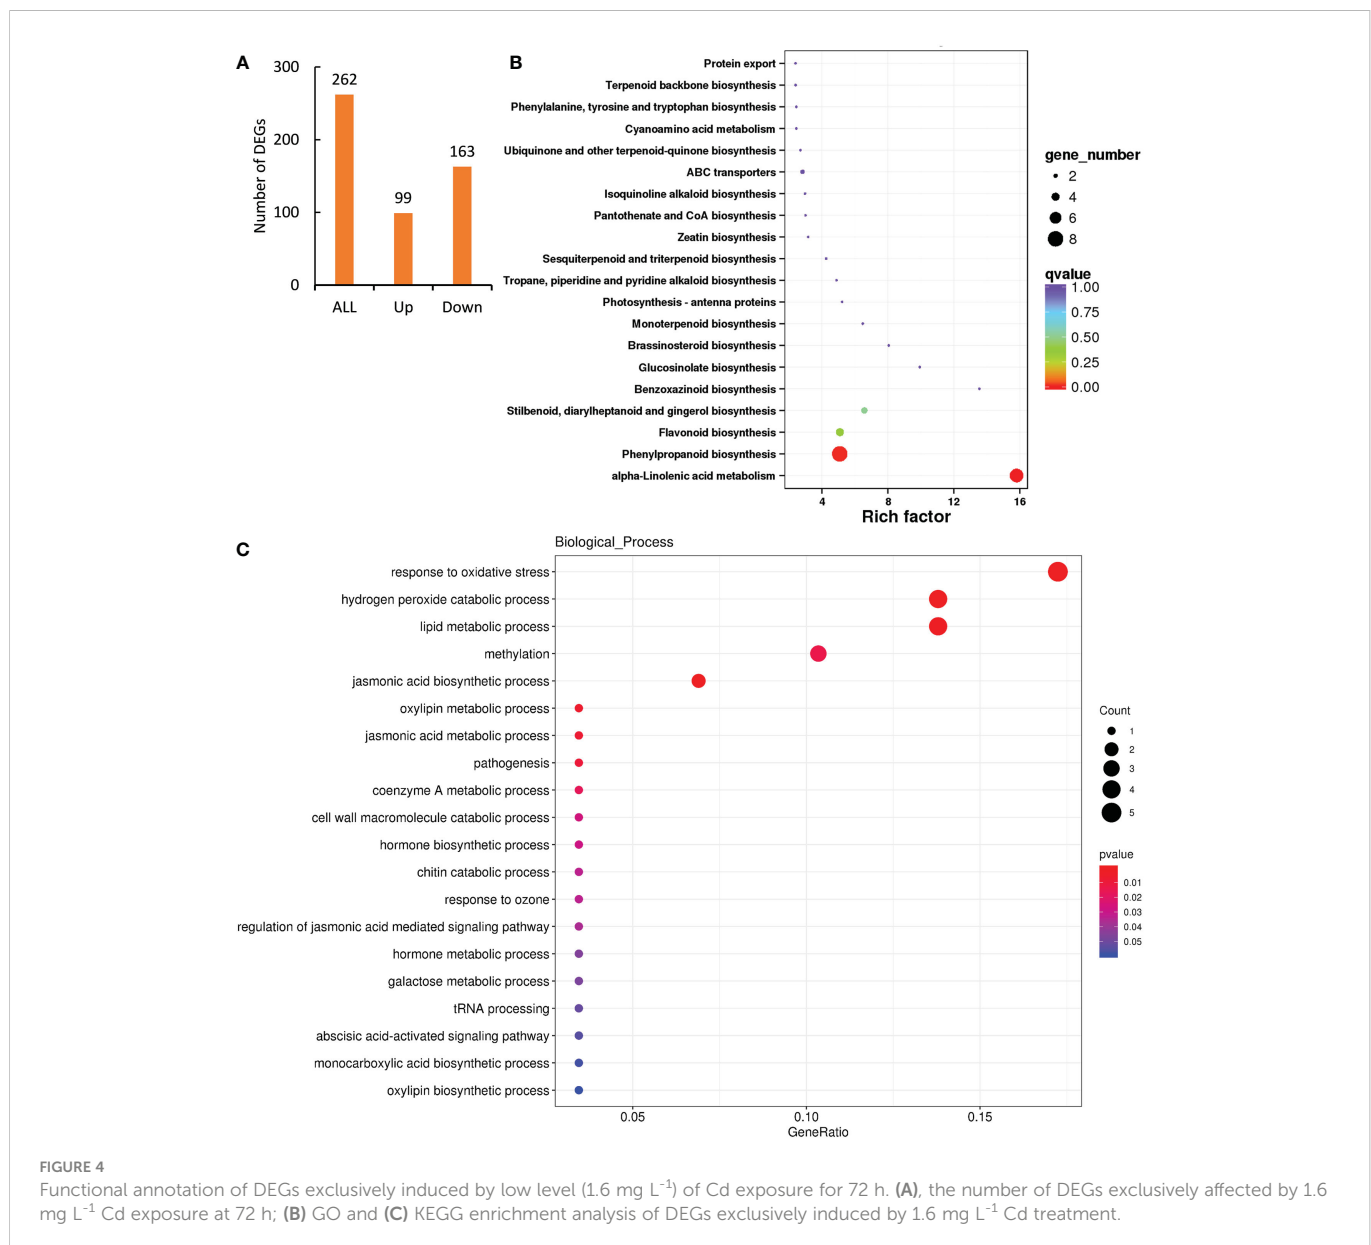 A
300
200
100
0
Number of DEGs
262
99
163
ALL
Up
Down
B
Protein export
Terpenoid backbone biosynthesis
Phenylalanine, tyrosine and tryptophan biosynthesis
Cyanoamino acid metabolism
Ubiquinone and other terpenoid-quinone biosynthesis
ABC transporters
Isoquinoline alkaloid biosynthesis
Pantothenate and CoA biosynthesis
Zeatin biosynthesis
Sesquiterpenoid and triterpenoid biosynthesis
Tropane, piperidine and pyridine alkaloid biosynthesis
Photosynthesis - antenna proteins
Monoterpenoid biosynthesis
Brassinosteroid biosynthesis
Glucosinolate biosynthesis
Benzoxazinoid biosynthesis
Stilbenoid, diarylheptanoid and gingerol biosynthesis
Flavonoid biosynthesis
Phenylpropanoid biosynthesis
alpha-Linolenic acid metabolism
4
8
12
16
Rich factor
gene_number
2
4
6
8
qvalue
1.00
0.75
0.50
0.25
0.00
C
Biological_Process
response to oxidative stress
hydrogen peroxide catabolic process
lipid metabolic process
methylation
jasmonic acid biosynthetic process
oxylipin metabolic process
jasmonic acid metabolic process
pathogenesis
coenzyme A metabolic process
cell wall macromolecule catabolic process
hormone biosynthetic process
chitin catabolic process
response to ozone
regulation of jasmonic acid mediated signaling pathway
hormone metabolic process
galactose metabolic process
tRNA processing
abscisic acid-activated signaling pathway
monocarboxylic acid biosynthetic process
oxylipin biosynthetic process
0.05
0.10
0.15
GeneRatio
Count
1
2
3
4
5
pvalue
0.01
0.02
0.03
0.04
0.05
FIGURE 4
Functional annotation of DEGs exclusively induced by low level (1.6 mg L⁻¹) of Cd exposure for 72 h. (A), the number of DEGs exclusively affected by 1.6
mg L⁻¹ Cd exposure at 72 h; (B) GO and (C) KEGG enrichment analysis of DEGs exclusively induced by 1.6 mg L⁻¹ Cd treatment.